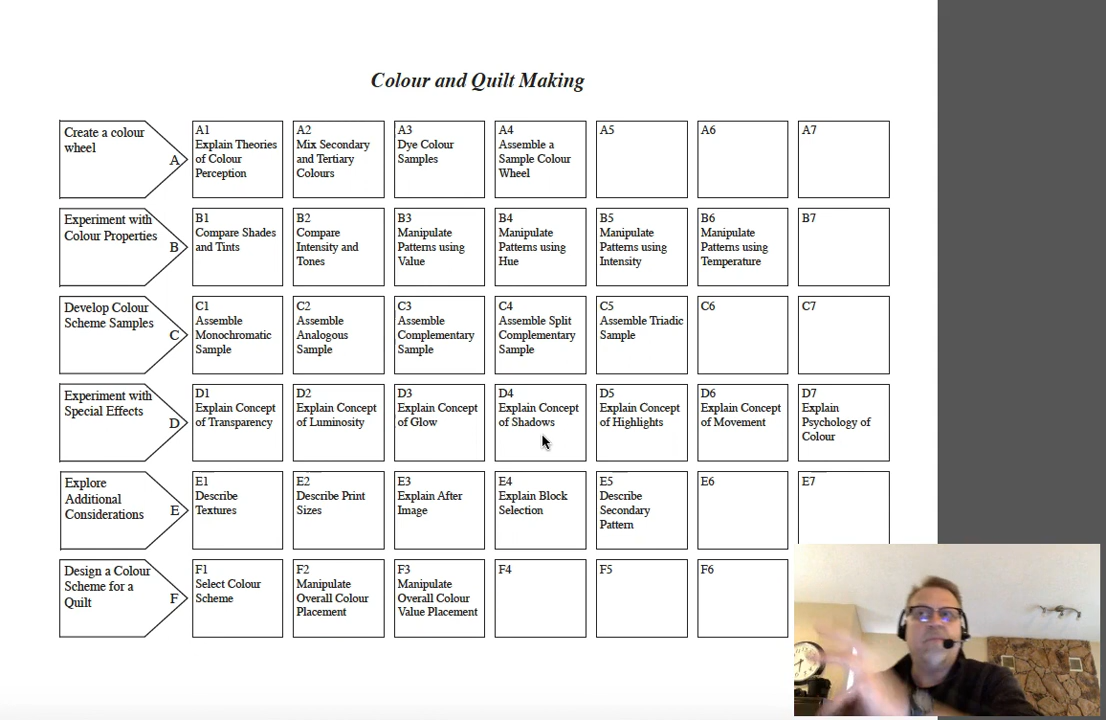 Colour and Quilt Making
Create a colour
wheel
A
A1
Explain Theories
of Colour
Perception
A2
Mix Secondary
and Tertiary
Colours
A3
Dye Colour
Samples
A4
Assemble a
Sample Colour
Wheel
A5
A6
A7
Experiment with
Colour Properties
B
B1
Compare Shades
and Tints
B2
Compare
Intensity and
Tones
B3
Manipulate
Patterns using
Value
B4
Manipulate
Patterns using
Hue
B5
Manipulate
Patterns using
Intensity
B6
Manipulate
Patterns using
Temperature
B7
Develop Colour
Scheme Samples
C
C1
Assemble
Monochromatic
Sample
C2
Assemble
Analogous
Sample
C3
Assemble
Complementary
Sample
C4
Assemble Split
Complementary
Sample
C5
Assemble Triadic
Sample
C6
C7
Experiment with
Special Effects
D
D1
Explain Concept
of Transparency
D2
Explain Concept
of Luminosity
D3
Explain Concept
of Glow
D4
Explain Concept
of Shadows
D5
Explain Concept
of Highlights
D6
Explain Concept
of Movement
D7
Explain
Psychology of
Colour
Explore
Additional
Considerations
E
E1
Describe
Textures
E2
Describe Print
Sizes
E3
Explain After
Image
E4
Explain Block
Selection
E5
Describe
Secondary
Pattern
E6
E7
Design a Colour
Scheme for a
Quilt
F
F1
Select Colour
Scheme
F2
Manipulate
Overall Colour
Placement
F3
Manipulate
Overall Colour
Value Placement
F4
F5
F6